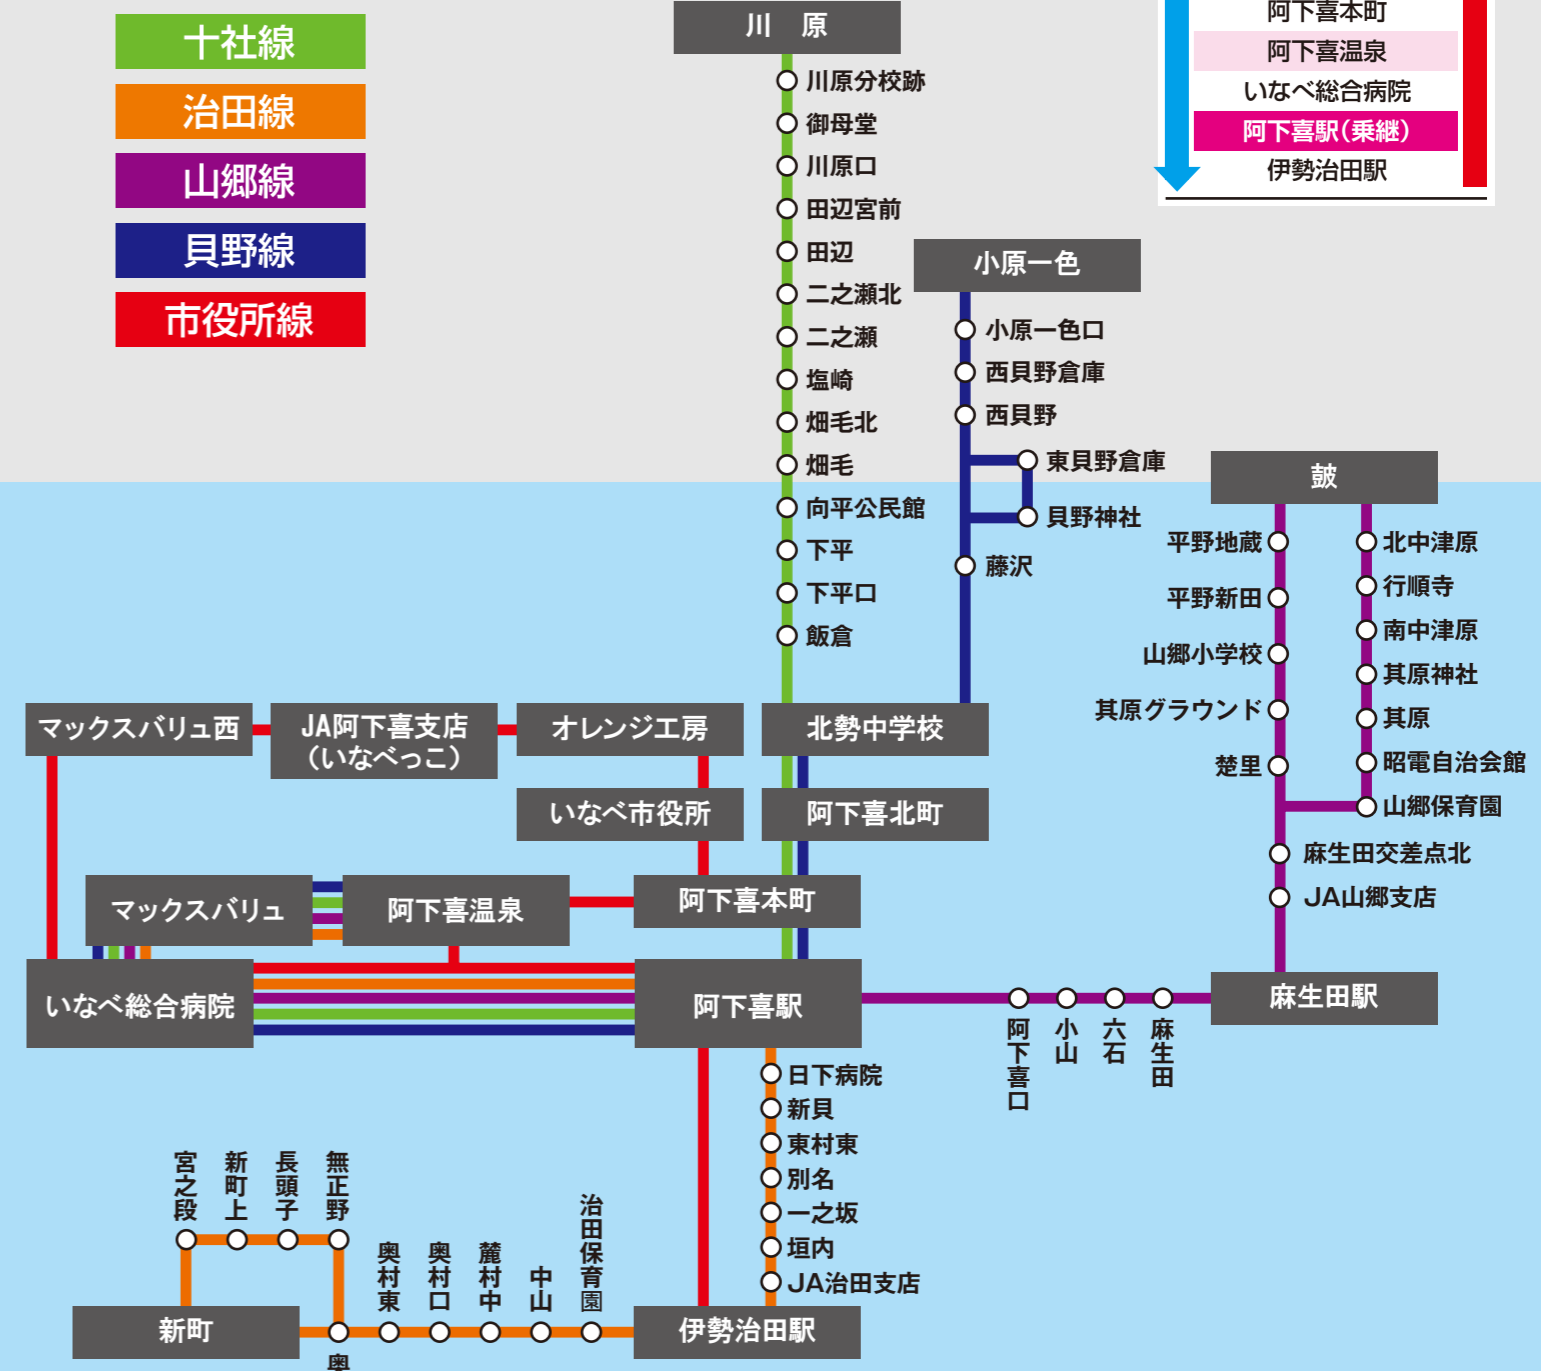 十社線
治田線
山郷線
貝野線
市役所線
阿下喜本町
阿下喜温泉
いなべ総合病院
阿下喜駅(乗継)
伊勢治田駅
川　原
川原分校跡
御母堂
川原口
田辺宮前
田辺
二之瀬北
二之瀬
塩崎
畑毛北
畑毛
向平公民館
下平
下平口
飯倉
小原一色
小原一色口
西貝野倉庫
西貝野
東貝野倉庫
貝野神社
藤沢
鼓
平野地蔵
平野新田
山郷小学校
其原グラウンド
楚里
北中津原
行順寺
南中津原
其原神社
其原
昭電自治会館
山郷保育園
麻生田交差点北
JA山郷支店
麻生田駅
マックスバリュ西
JA阿下喜支店
(いなべっこ)
オレンジ工房
北勢中学校
いなべ市役所
阿下喜北町
マックスバリュ
阿下喜温泉
阿下喜本町
いなべ総合病院
阿下喜駅
阿下喜口
小山
六石
麻生田
日下病院
新貝
東村東
別名
一之坂
垣内
JA治田支店
宮之段
新町上
長頭子
無正野
奥村東
奥村口
麓村中
中山
治田保育園
新町
伊勢治田駅
奥